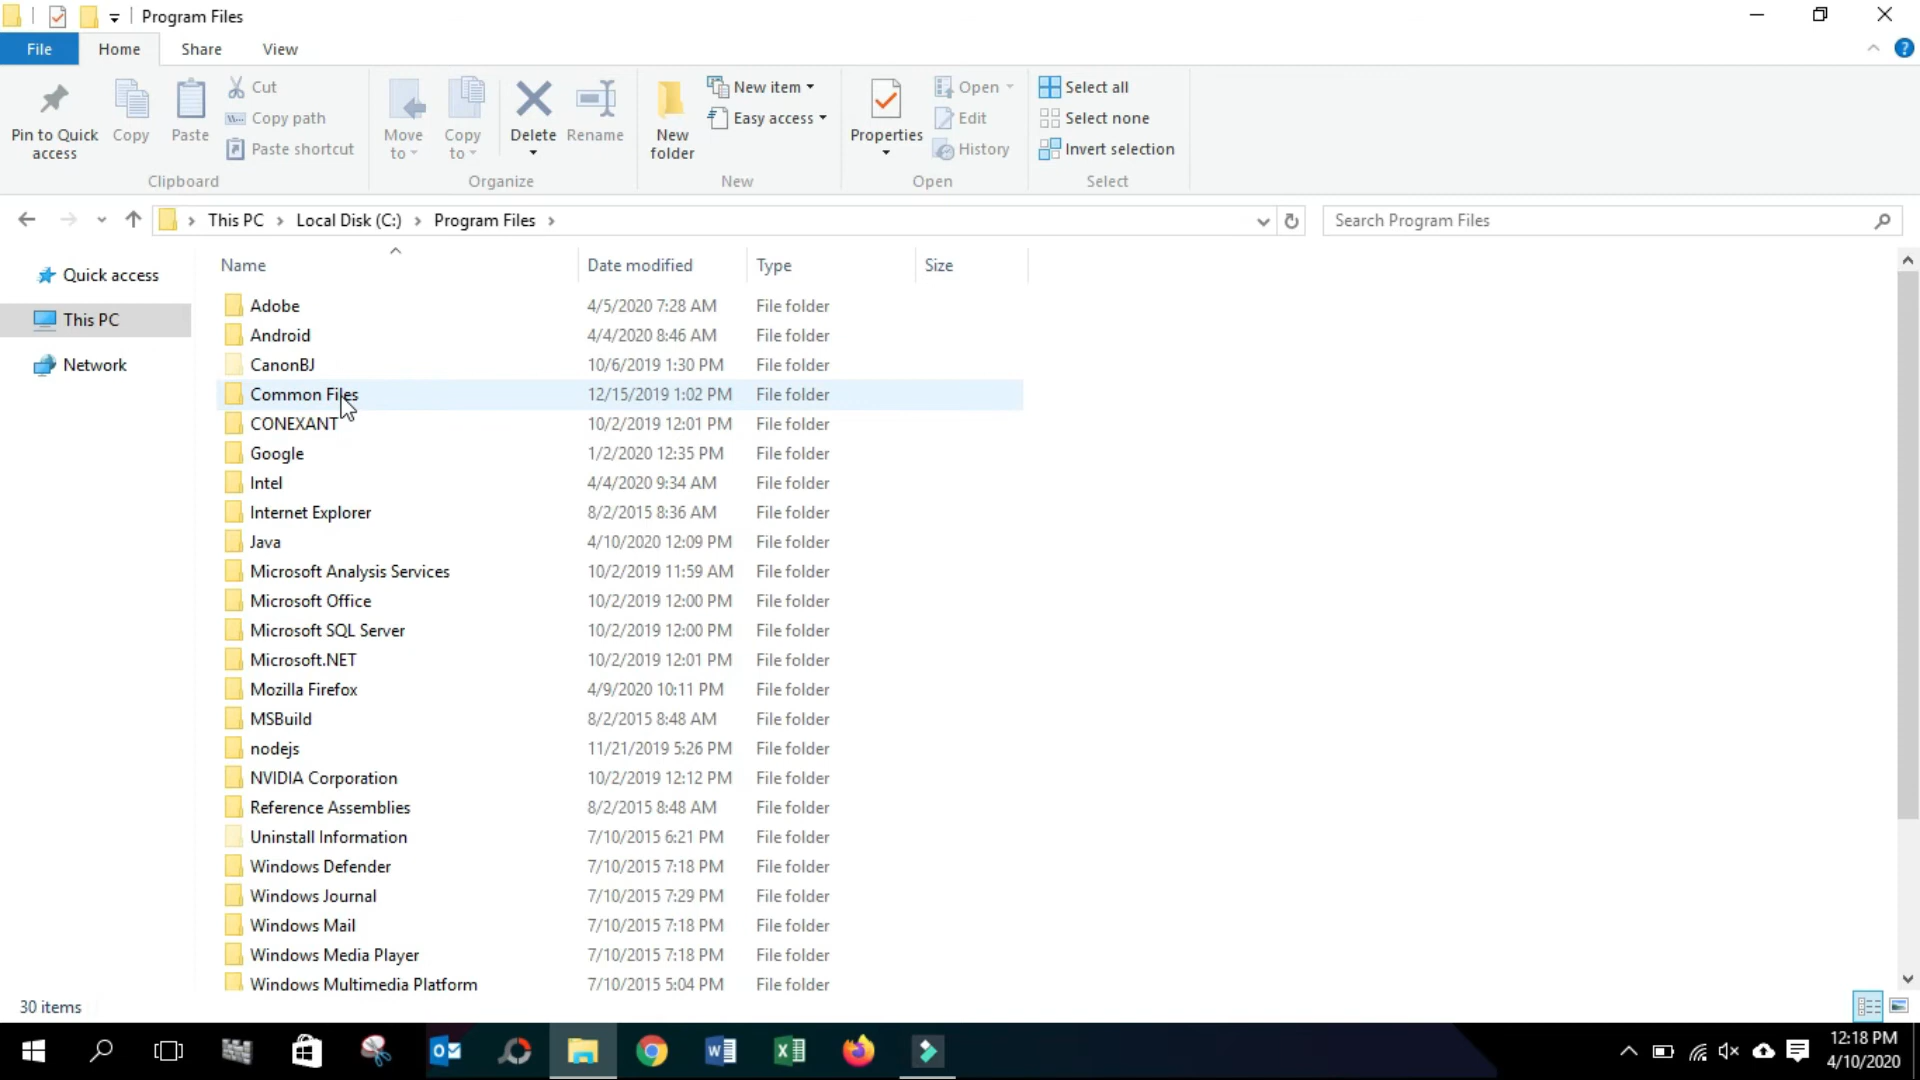 Program Files
File Home Share View
Pin to Quick access
Copy
Paste
Cut
Copy path
Paste shortcut
Clipboard
Move to
Copy to
Delete
Rename
Organize
New folder
New item
Easy access
New
Properties
Open
Edit
History
Open
Select all
Select none
Invert selection
Select
This PC Local Disk (C:) Program Files
Search Program Files
Quick access
This PC
Network
Name Date modified Type Size
Adobe 4/5/2020 7:28 AM File folder
Android 4/4/2020 8:46 AM File folder
CanonBJ 10/6/2019 1:30 PM File folder
Common Files 12/15/2019 1:02 PM File folder
CONEXANT 10/2/2019 12:01 PM File folder
Google 1/2/2020 12:35 PM File folder
Intel 4/4/2020 9:34 AM File folder
Internet Explorer 8/2/2015 8:36 AM File folder
Java 4/10/2020 12:09 PM File folder
Microsoft Analysis Services 10/2/2019 11:59 AM File folder
Microsoft Office 10/2/2019 12:00 PM File folder
Microsoft SQL Server 10/2/2019 12:00 PM File folder
Microsoft.NET 10/2/2019 12:01 PM File folder
Mozilla Firefox 4/9/2020 10:11 PM File folder
MSBuild 8/2/2015 8:48 AM File folder
nodejs 11/21/2019 5:26 PM File folder
NVIDIA Corporation 10/2/2019 12:12 PM File folder
Reference Assemblies 8/2/2015 8:48 AM File folder
Uninstall Information 7/10/2015 6:21 PM File folder
Windows Defender 7/10/2015 7:18 PM File folder
Windows Journal 7/10/2015 7:29 PM File folder
Windows Mail 7/10/2015 7:18 PM File folder
Windows Media Player 7/10/2015 7:18 PM File folder
Windows Multimedia Platform 7/10/2015 5:04 PM File folder
30 items
12:18 PM
4/10/2020